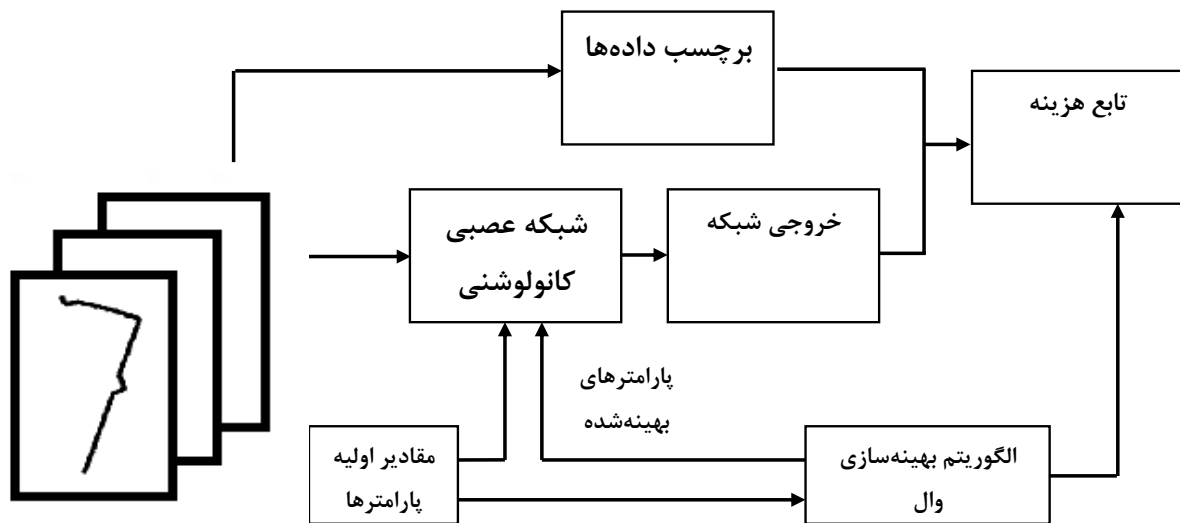 برچسب داده‌ها
تابع هزینه
شبکه عصبی
کانولوشنی
خروجی شبکه
پارامترهای
بهینه‌شده
مقادیر اولیه
پارامترها
الگوریتم بهینه‌سازی
وال